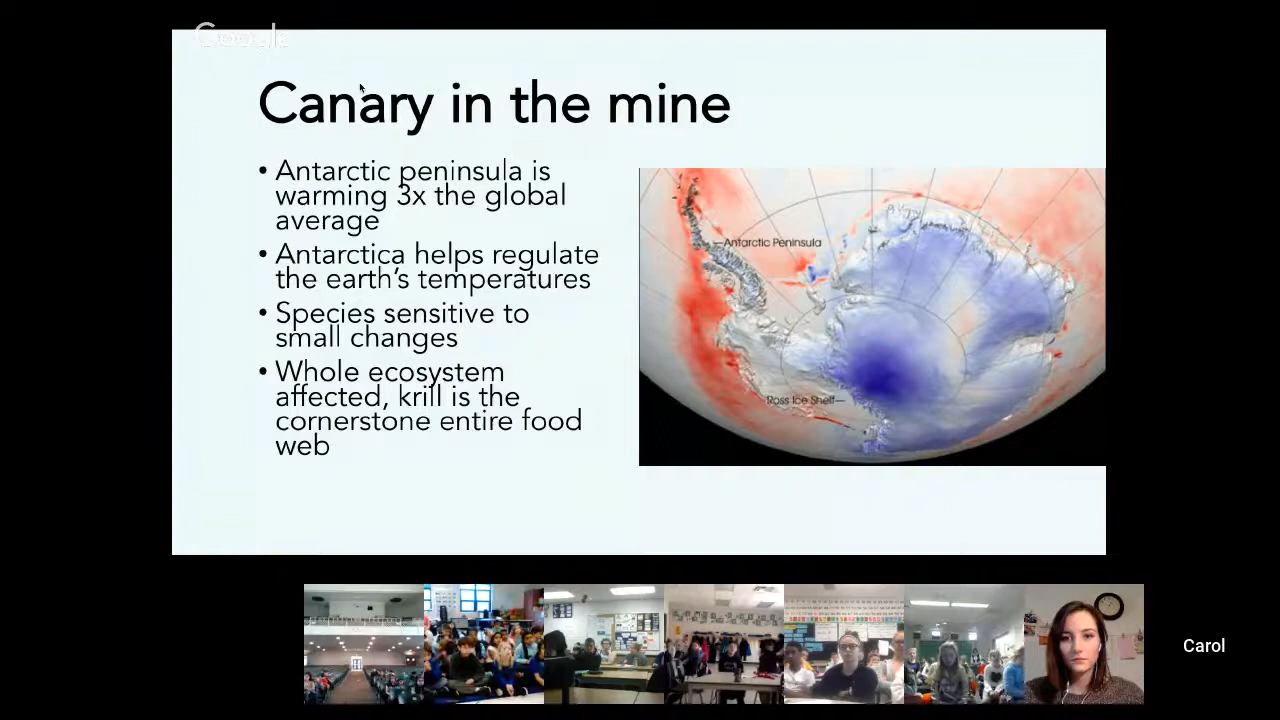 Google
Canary in the mine
• Antarctic peninsula is
warming 3x the global
average
• Antarctica helps regulate
the earth's temperatures
• Species sensitive to
small changes
• Whole ecosystem
affected, krill is the
cornerstone entire food
web
Antarctic Peninsula
Ross Ice Shelf
Carol